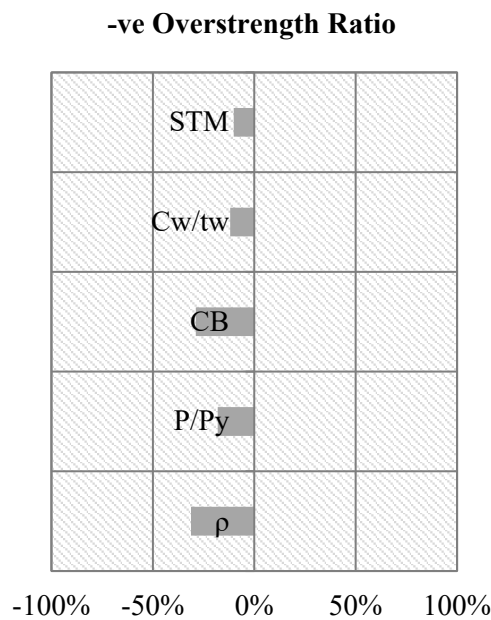 -ve Overstrength Ratio
STM
Cw/tw
CB
P/Py
ρ
-100% -50% 0% 50% 100%